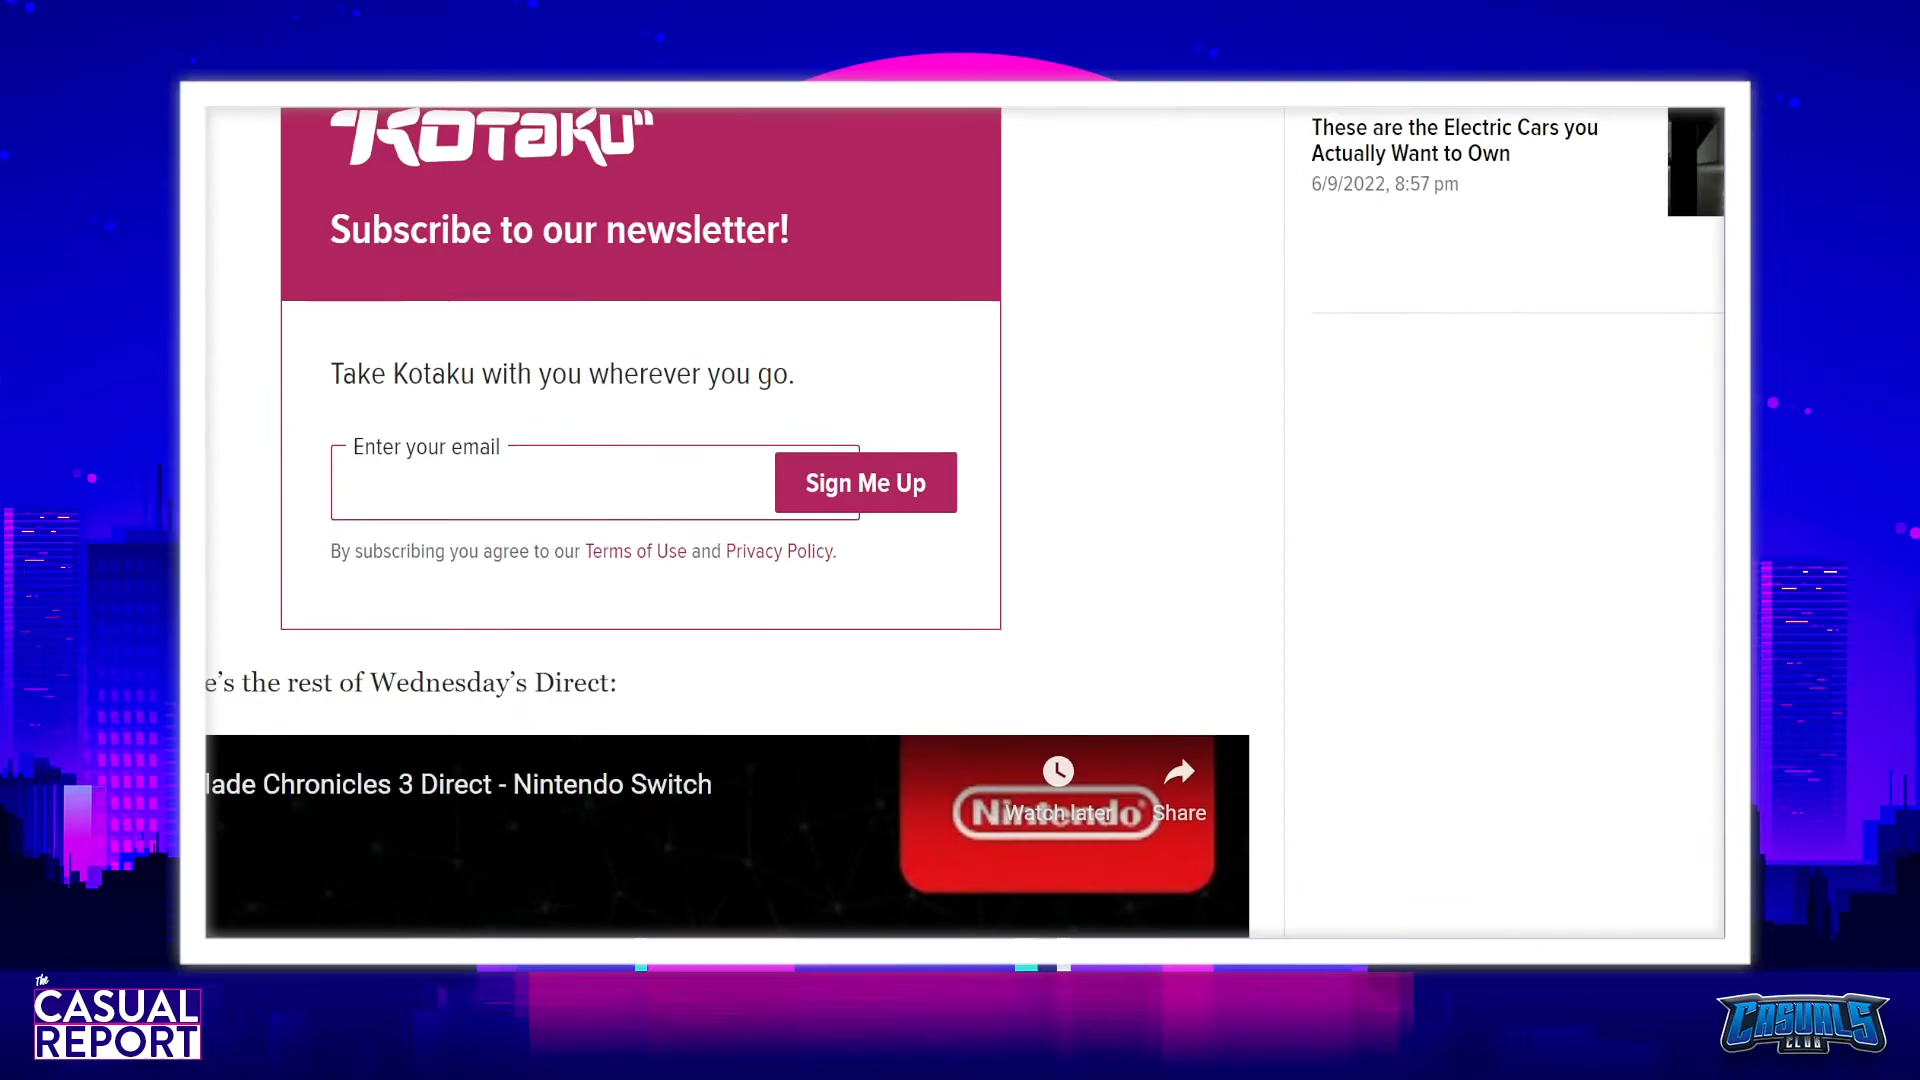 KOTAKU
Subscribe to our newsletter!
Take Kotaku with you wherever you go.
Enter your email
Sign Me Up
By subscribing you agree to our Terms of Use and Privacy Policy.
e’s the rest of Wednesday’s Direct:
lade Chronicles 3 Direct - Nintendo Switch
Nintendo
Watch later
Share
These are the Electric Cars you
Actually Want to Own
6/9/2022, 8:57 pm
The
CASUAL
REPORT
CASUALS
CLUB